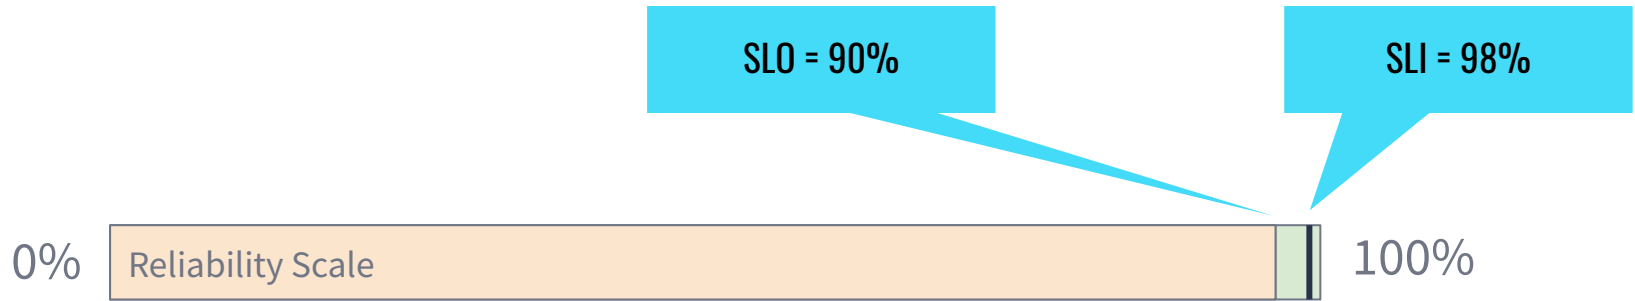 SLO = 90%
SLI = 98%
0%
Reliability Scale
100%